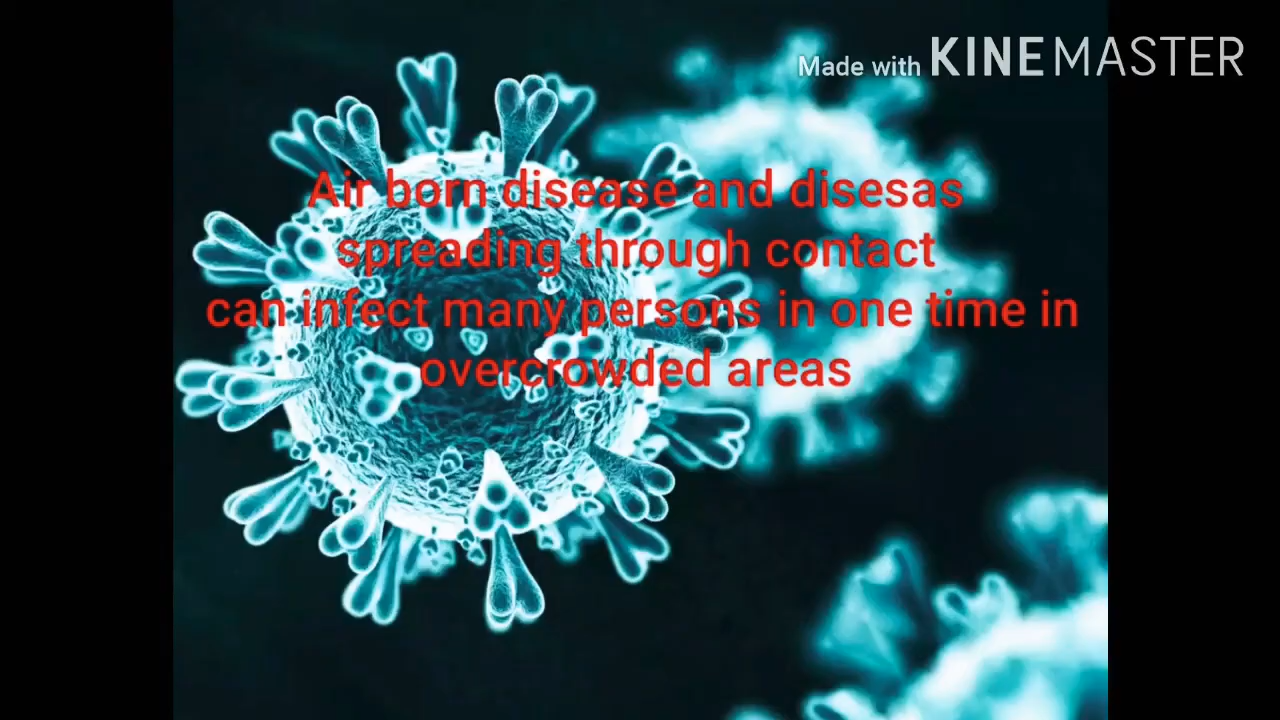 Made with KINEMASTER
Air born disease and disesas
spreading through contact
can infect many persons in one time in
overcrowded areas